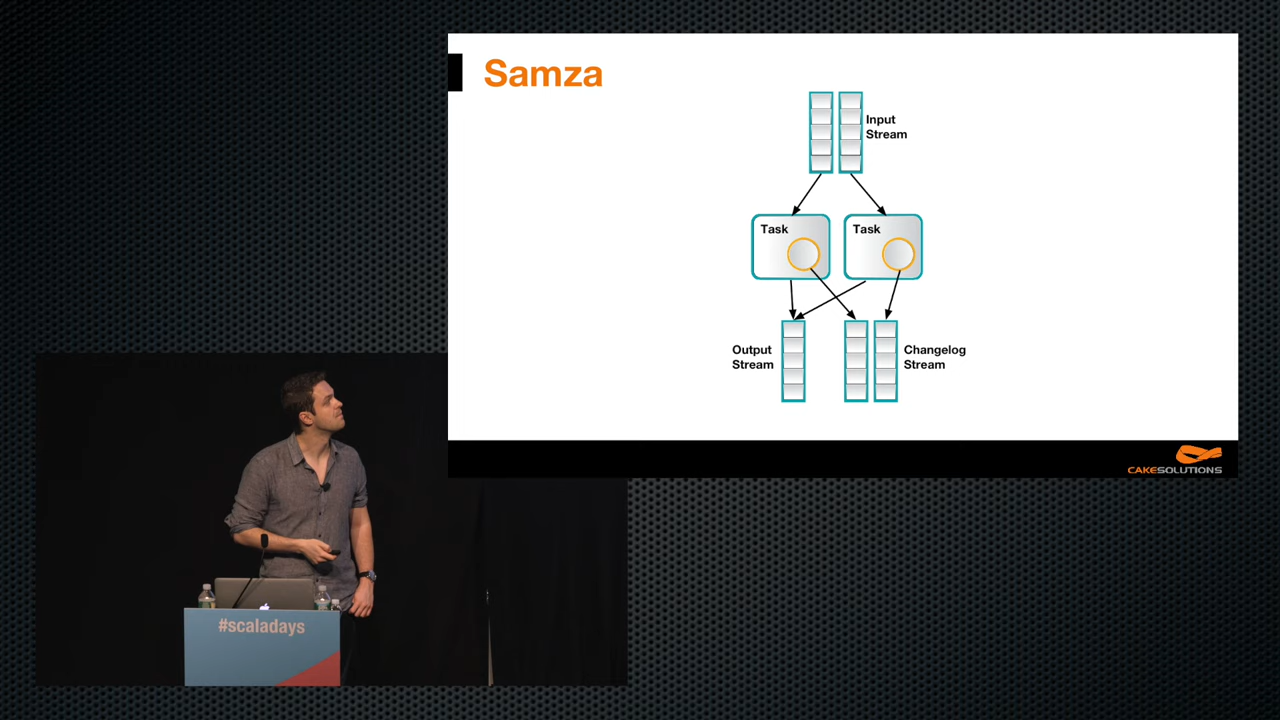 Samza
Input
Stream
Task
Task
Output
Stream
Changelog
Stream
CAKESOLUTIONS
#scaladays